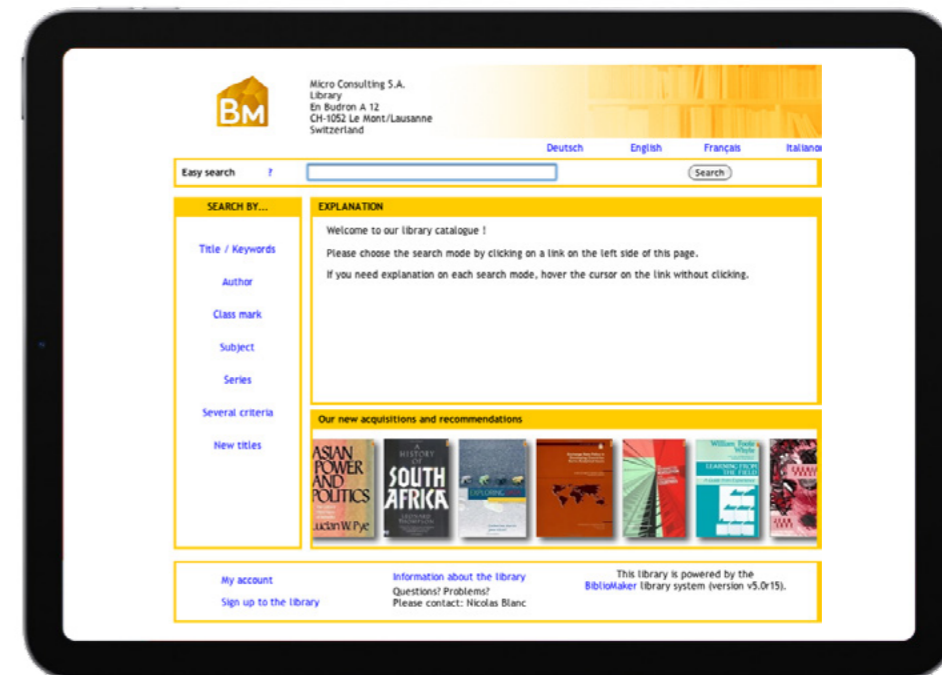 BM
Micro Consulting S.A.
Library
En Budron A 12
CH-1052 Le Mont/Lausanne
Switzerland
Deutsch English Français Italiano
Easy search ? Search
SEARCH BY...
Title / Keywords
Author
Class mark
Subject
Series
Several criteria
New titles
EXPLANATION
Welcome to our library catalogue !
Please choose the search mode by clicking on a link on the left side of this page.
If you need explanation on each search mode, hover the cursor on the link without clicking.
Our new acquisitions and recommendations
ASIAN
POWER
AND
POLITICS
Lucian W. Pye
A
HISTORY
OF
SOUTH
AFRICA
EXPLORING
William Foote
Whyte
LEARNING FROM
THE FIELD
My account
Sign up to the library
Information about the library
Questions? Problems?
Please contact: Nicolas Blanc
This library is powered by the
BiblioMaker library system (version v5.0r15).